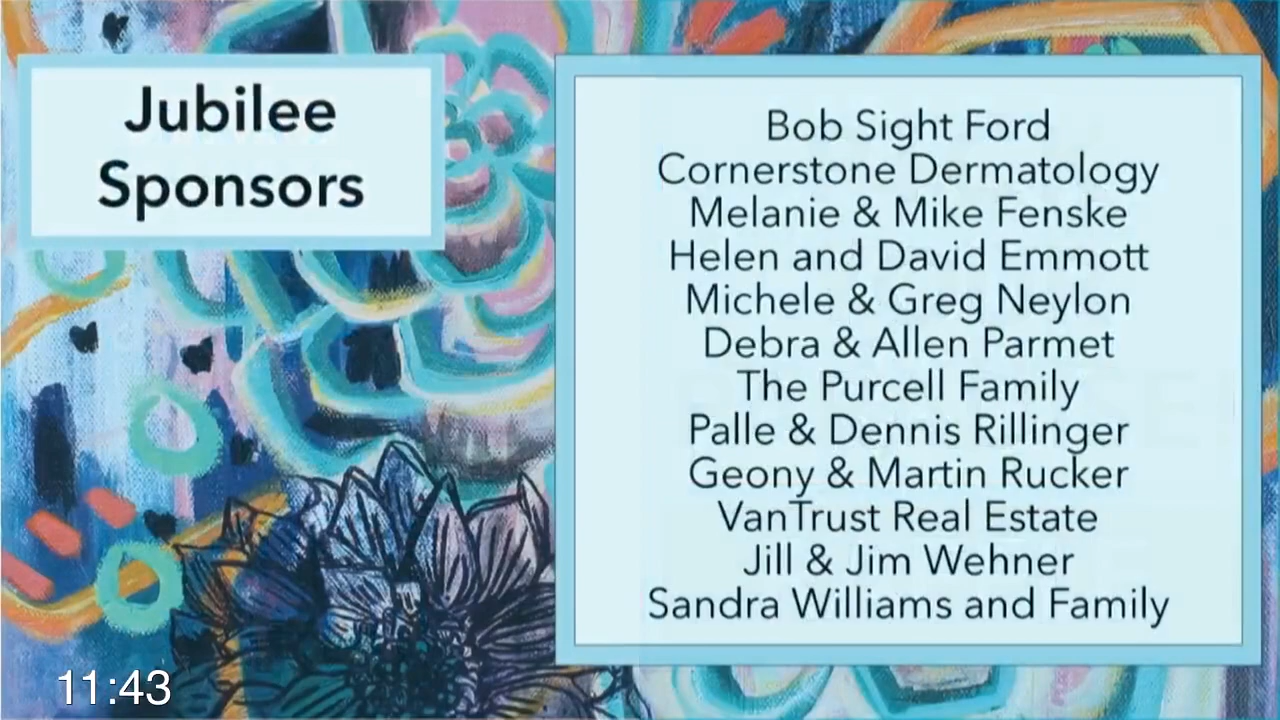 Jubilee
Sponsors
Bob Sight Ford
Cornerstone Dermatology
Melanie & Mike Fenske
Helen and David Emmott
Michele & Greg Neylon
Debra & Allen Parmet
The Purcell Family
Palle & Dennis Rillinger
Geony & Martin Rucker
VanTrust Real Estate
Jill & Jim Wehner
Sandra Williams and Family
11:43